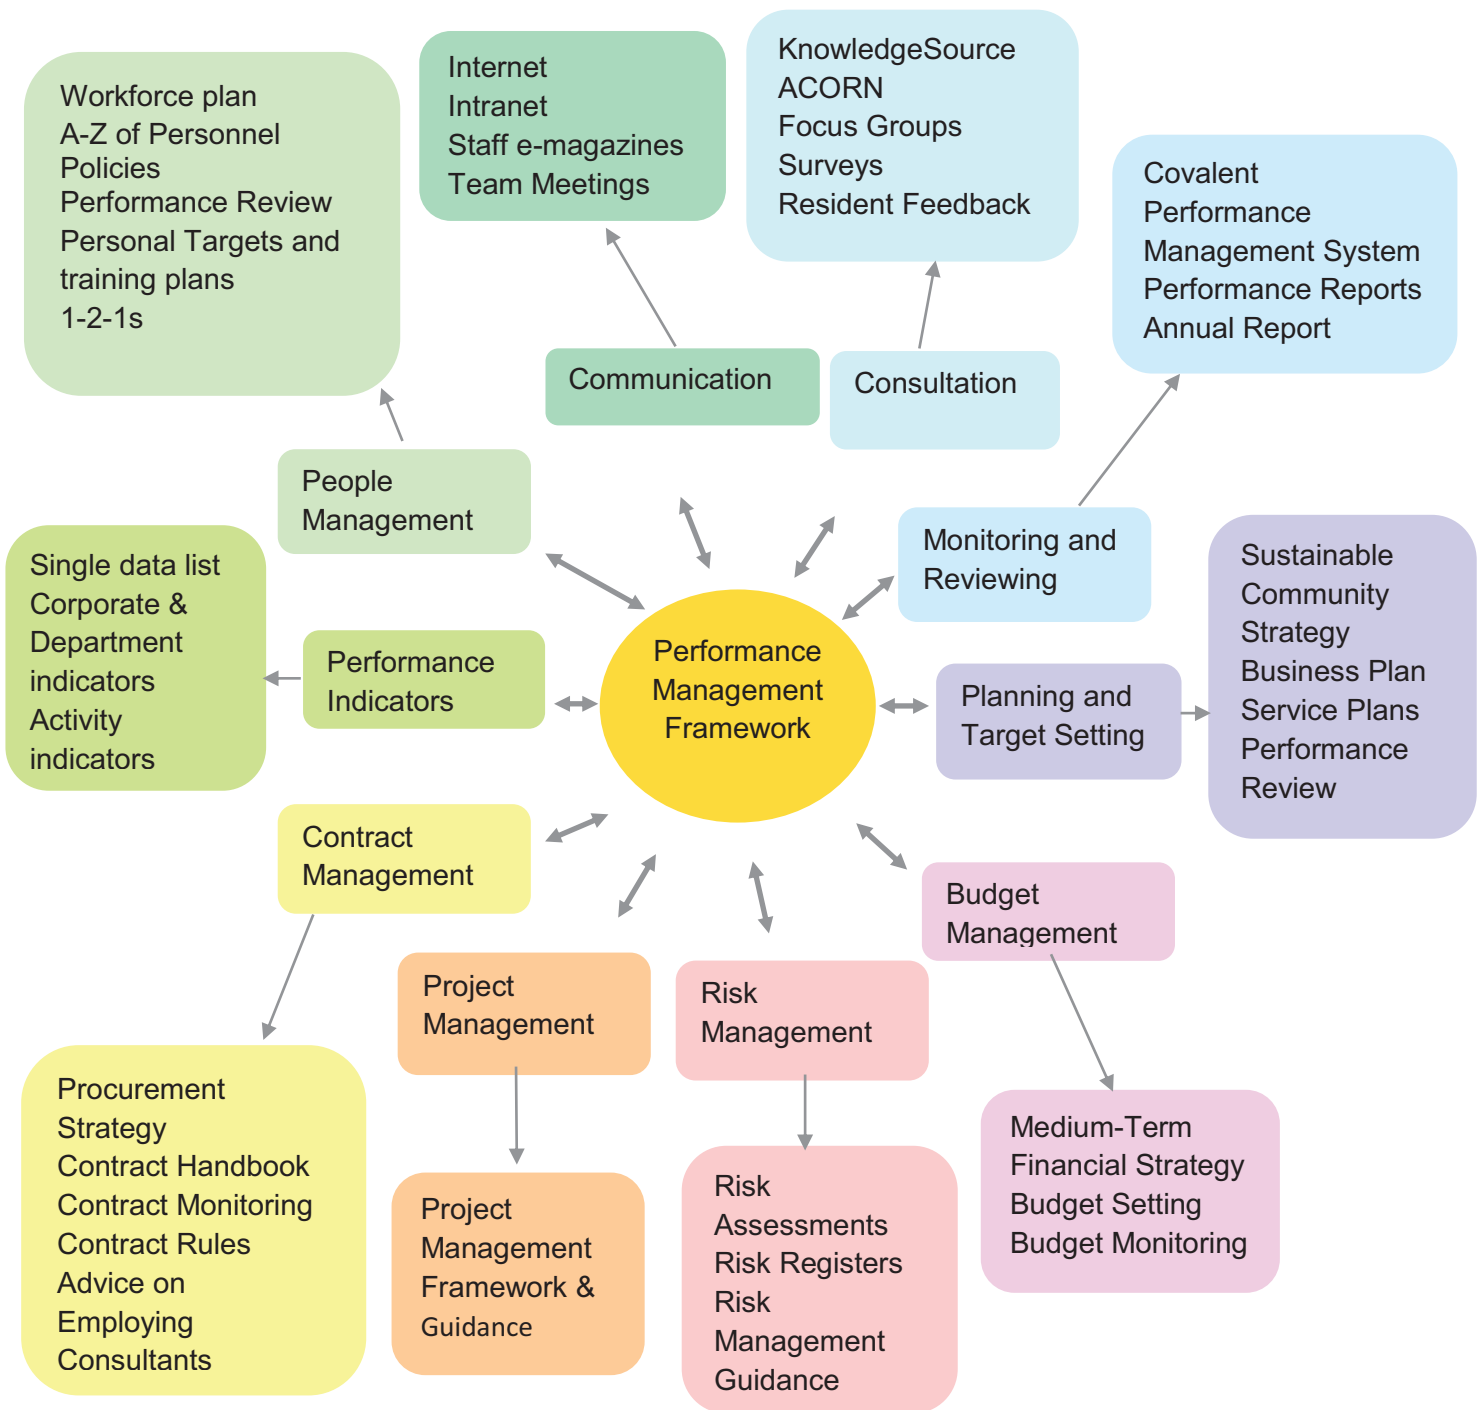 Workforce plan
A-Z of Personnel
Policies
Performance Review
Personal Targets and
training plans
1-2-1s
Internet
Intranet
Staff e-magazines
Team Meetings
KnowledgeSource
ACORN
Focus Groups
Surveys
Resident Feedback
Covalent
Performance
Management System
Performance Reports
Annual Report
Communication
Consultation
People
Management
Monitoring and
Reviewing
Single data list
Corporate &
Department
indicators
Activity
indicators
Performance
Indicators
Performance
Management
Framework
Planning and
Target Setting
Sustainable
Community
Strategy
Business Plan
Service Plans
Performance
Review
Contract
Management
Budget
Management
Project
Management
Risk
Management
Procurement
Strategy
Contract Handbook
Contract Monitoring
Contract Rules
Advice on
Employing
Consultants
Project
Management
Framework &
Guidance
Risk
Assessments
Risk Registers
Risk
Management
Guidance
Medium-Term
Financial Strategy
Budget Setting
Budget Monitoring